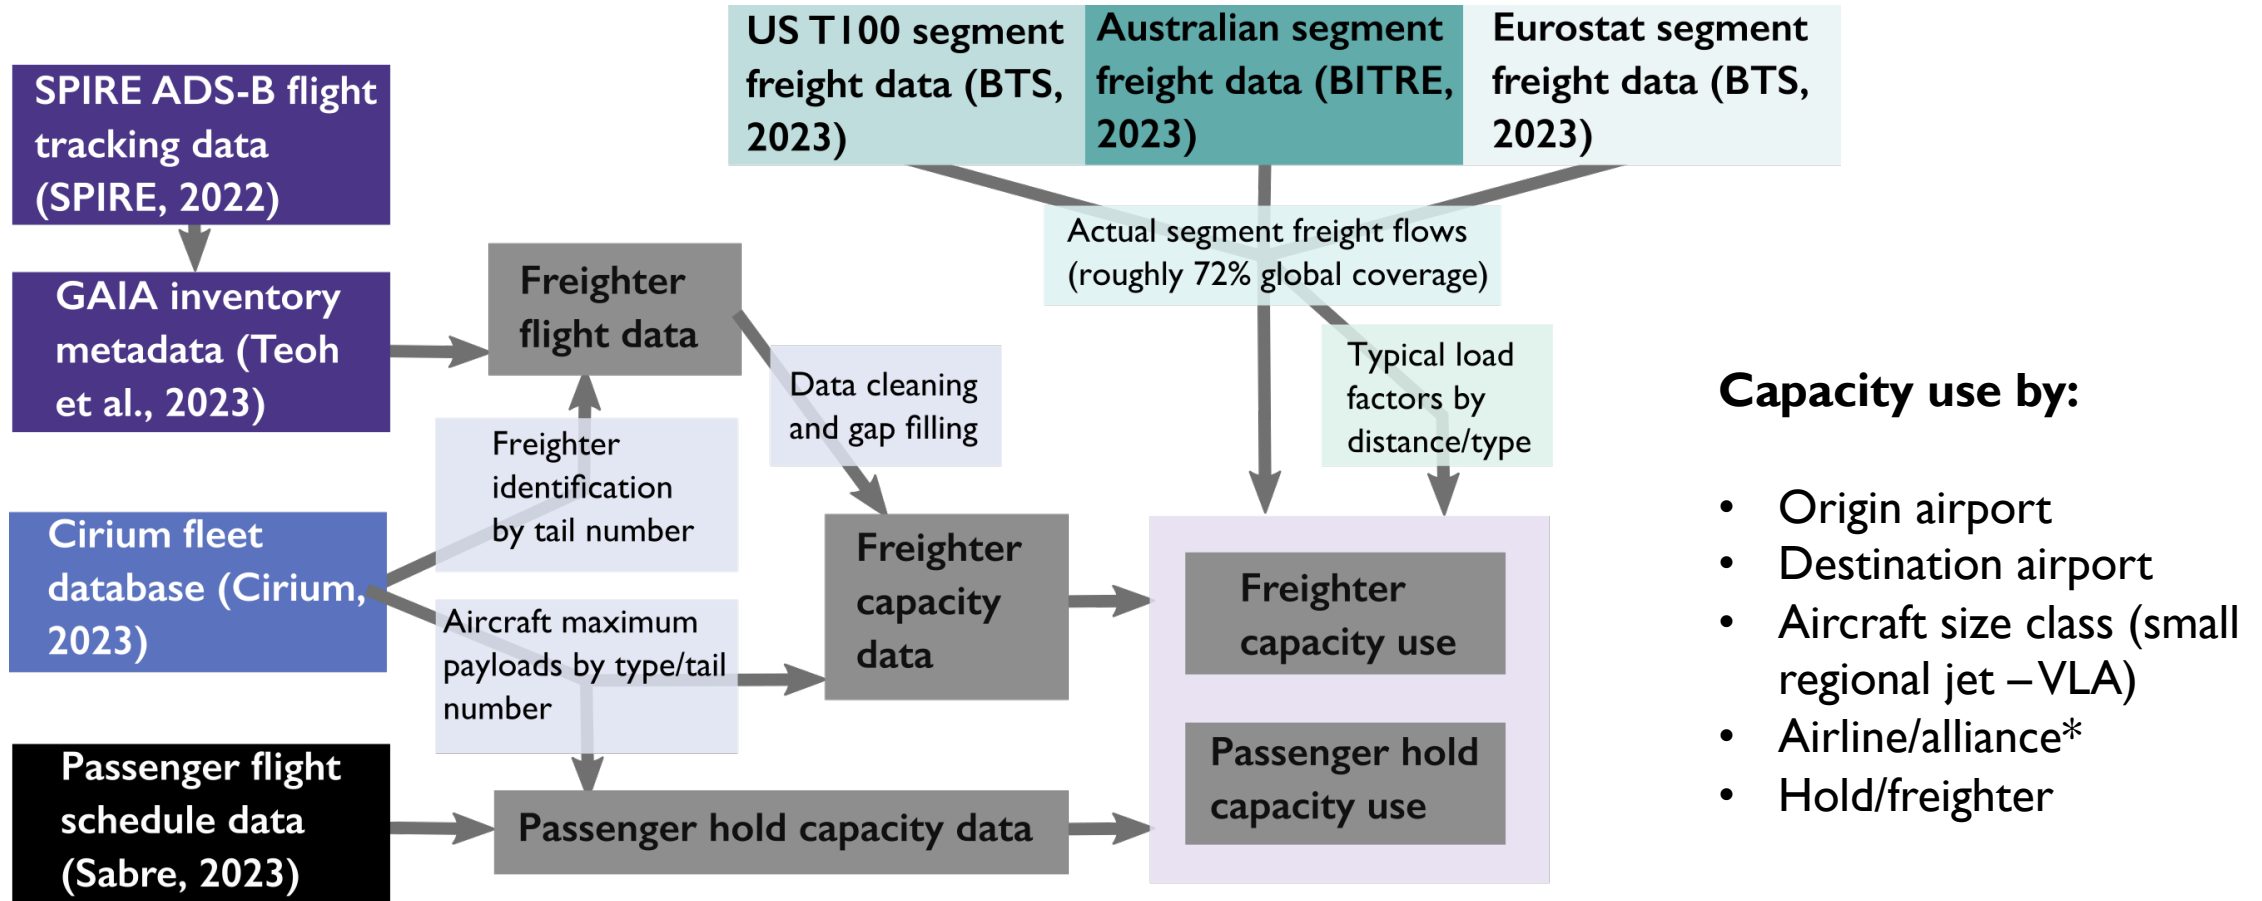 US T100 segment
freight data (BTS,
2023)
Australian segment
freight data (BITRE,
2023)
Eurostat segment
freight data (BTS,
2023)
SPIRE ADS-B flight
tracking data
(SPIRE, 2022)
GAIA inventory
metadata (Teoh
et al., 2023)
Cirium fleet
database (Cirium,
2023)
Passenger flight
schedule data
(Sabre, 2023)
Freighter
flight data
Freighter
identification
by tail number
Aircraft maximum
payloads by type/tail
number
Data cleaning
and gap filling
Freighter
capacity
data
Passenger hold capacity data
Actual segment freight flows
(roughly 72% global coverage)
Typical load
factors by
distance/type
Freighter
capacity use
Passenger hold
capacity use
Capacity use by:
• Origin airport
• Destination airport
• Aircraft size class (small
regional jet – VLA)
• Airline/alliance*
• Hold/freighter